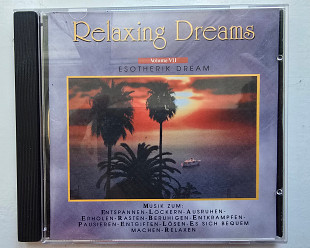 Relaxing Dreams
Volume VII
ESOTHERIK DREAM
MUSIK ZUM:
ENTSPANNEN-LOCKERN-AUSRUHEN-
ERHOLEN-RASTEN-BERUHIGEN-ENTKRAMPFEN-
PAUSIEREN-ENTGIFTEN-LÖSEN-ES SICH BEQUEM
MACHEN-RELAXEN